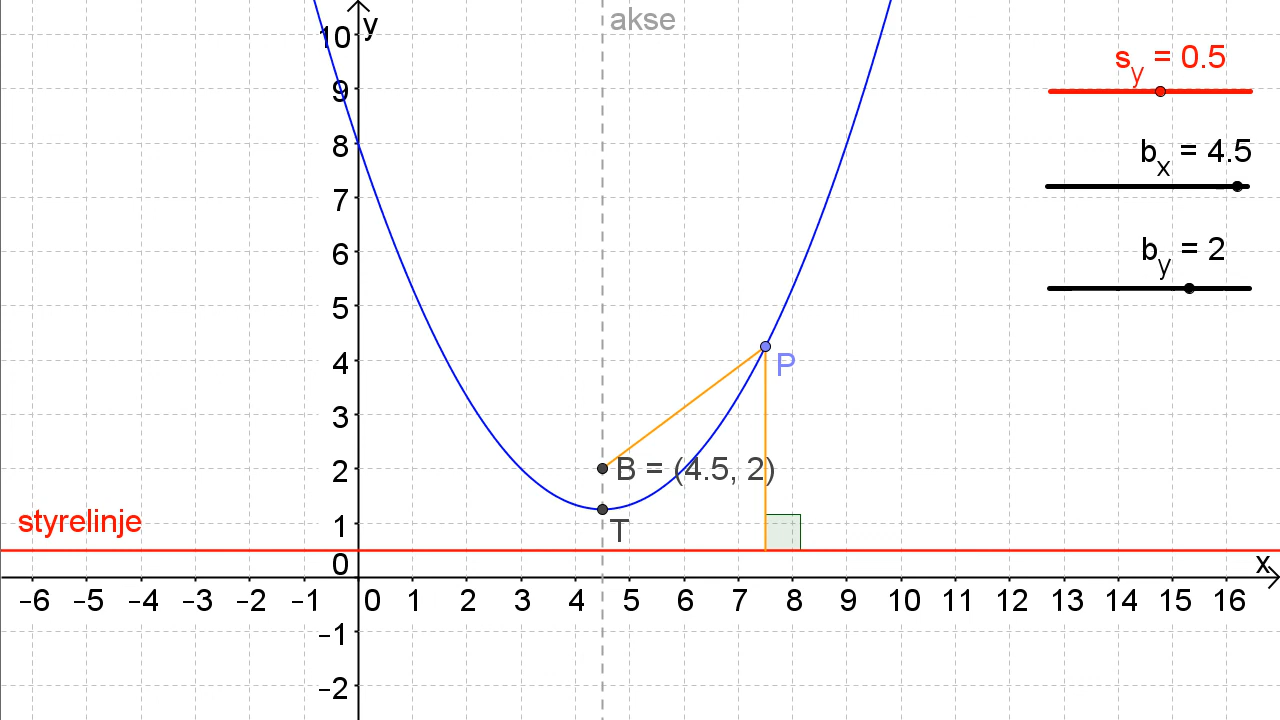 akse
y
s_y = 0.5
b_x = 4.5
b_y = 2
10
9
8
7
6
5
4
3
2
1
0
−1
−2
P
B = (4.5, 2)
T
styrelinje
x
−6 −5 −4 −3 −2 −1 0 1 2 3 4 5 6 7 8 9 10 11 12 13 14 15 16